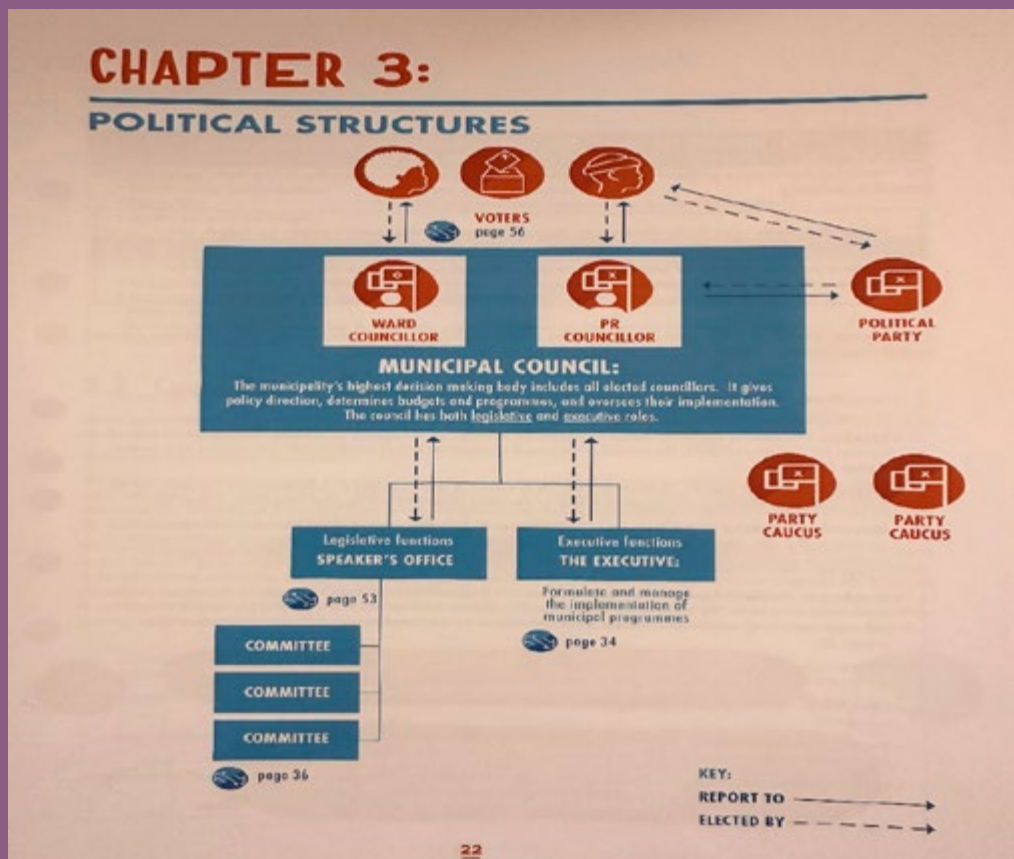 CHAPTER 3:
POLITICAL STRUCTURES
VOTERS
page 56
WARD
COUNCILLOR
PR
COUNCILLOR
POLITICAL
PARTY
MUNICIPAL COUNCIL:
The municipality's highest decision making body includes all elected councillors. It gives
policy direction, determines budgets and programmes, and oversees their implementation.
The council has both legislative and executive roles.
PARTY
CAUCUS
PARTY
CAUCUS
Legislative functions
SPEAKER'S OFFICE
page 53
Executive functions
THE EXECUTIVE:
Formulate and manage
the implementation of
municipal programmes
page 34
COMMITTEE
COMMITTEE
COMMITTEE
page 36
KEY:
REPORT TO
ELECTED BY
22